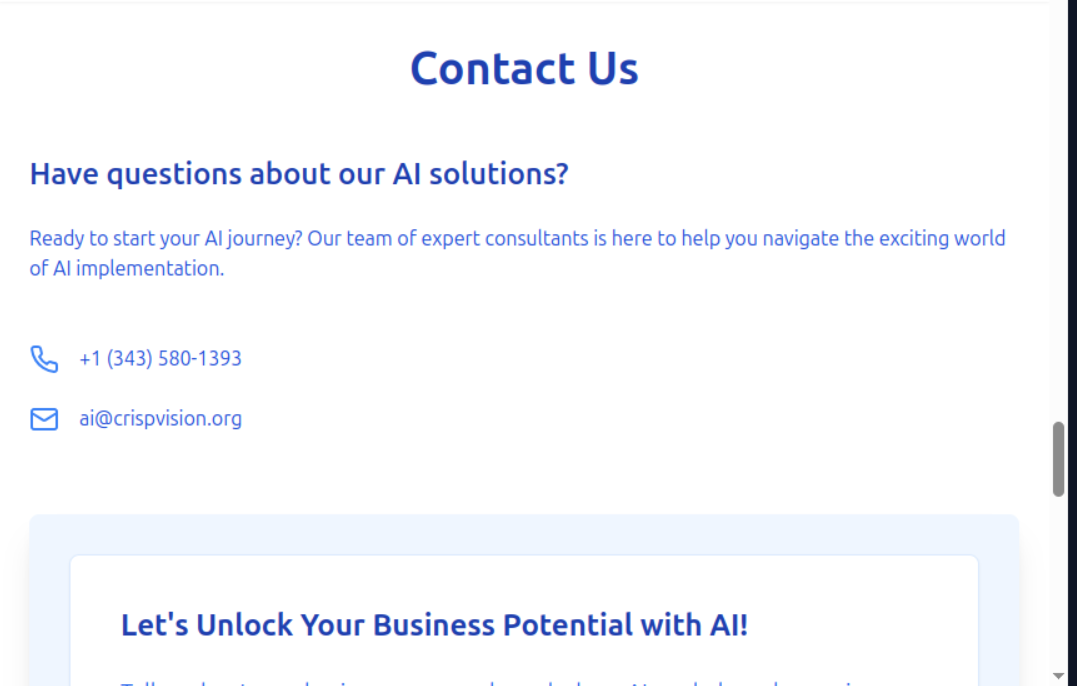 Contact Us
Have questions about our AI solutions?
Ready to start your AI journey? Our team of expert consultants is here to help you navigate the exciting world
of AI implementation.
+1 (343) 580-1393
ai@crispvision.org
Let's Unlock Your Business Potential with AI!